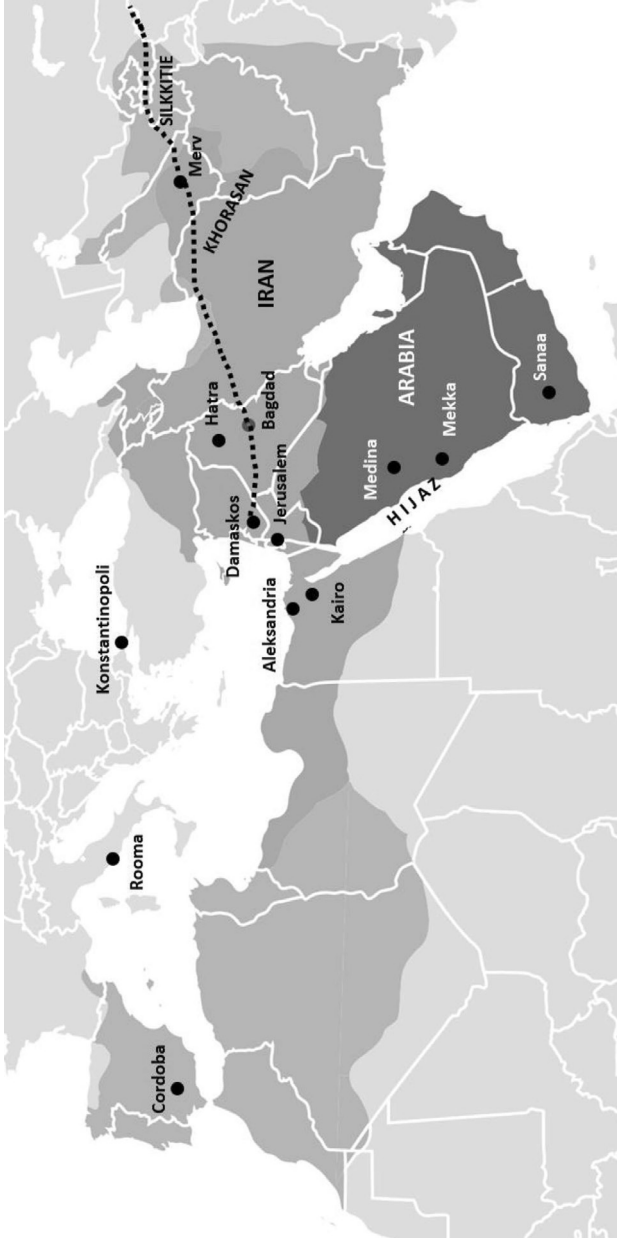 Cordoba
Rooma
Konstantinopoli
Aleksandria
Kairo
Damaskos
Jerusalem
Hatra
Bagdad
Medina
Mekka
HIJAZ
ARABIA
Sanaa
IRAN
KHORASAN
Merv
SILKKITIE